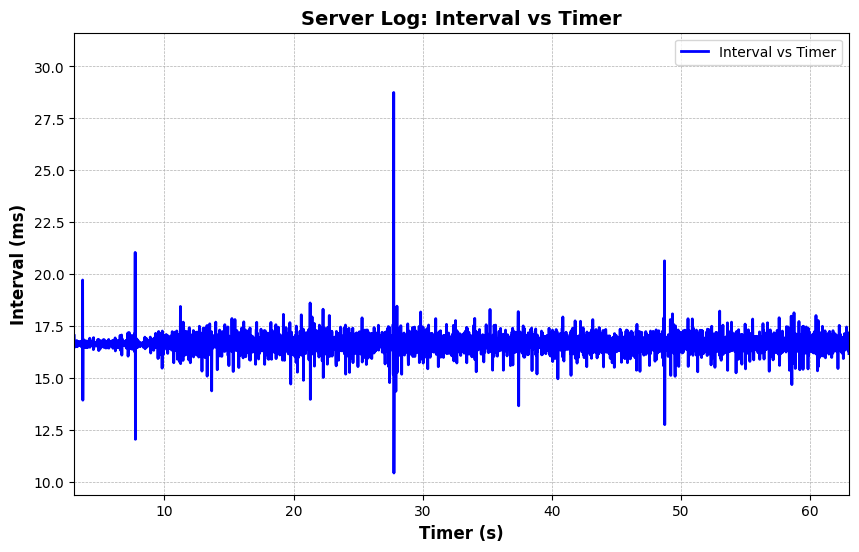 Server Log: Interval vs Timer
Interval vs Timer
30.0
27.5
25.0
22.5
20.0
17.5
15.0
12.5
10.0
Interval (ms)
10 20 30 40 50 60
Timer (s)